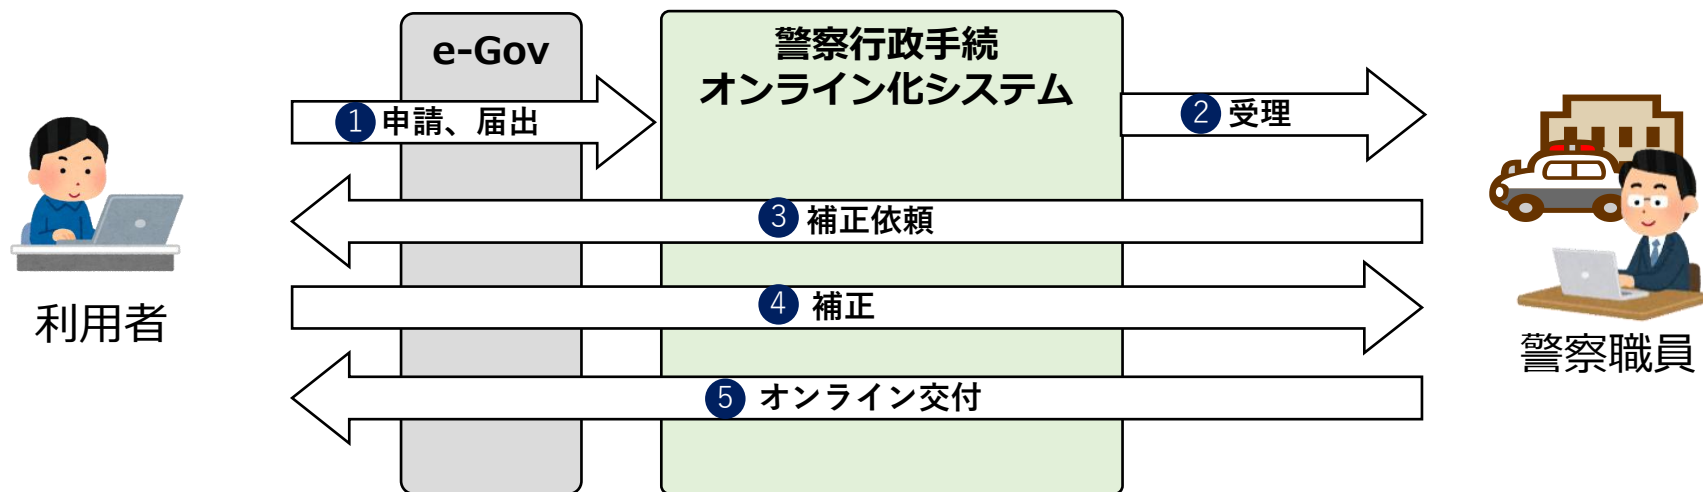 e-Gov
警察行政手続
オンライン化システム
1 申請、届出
2 受理
3 補正依頼
4 補正
5 オンライン交付
利用者
警察職員